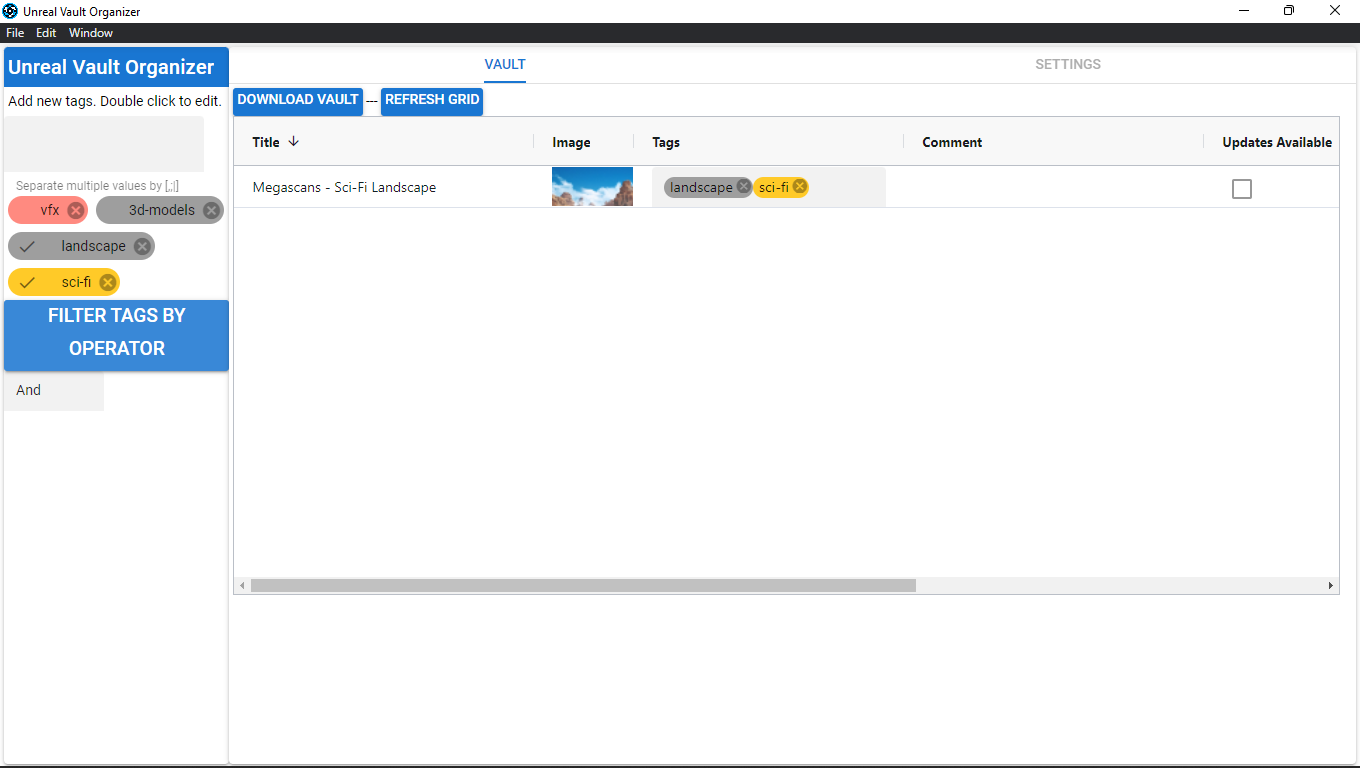 Unreal Vault Organizer
File Edit Window
Unreal Vault Organizer
Add new tags. Double click to edit.
Separate multiple values by [,;|]
vfx 3d-models
landscape
sci-fi
FILTER TAGS BY
OPERATOR
And
VAULT SETTINGS
DOWNLOAD VAULT --- REFRESH GRID
Title Image Tags Comment Updates Available
Megascans - Sci-Fi Landscape landscape sci-fi